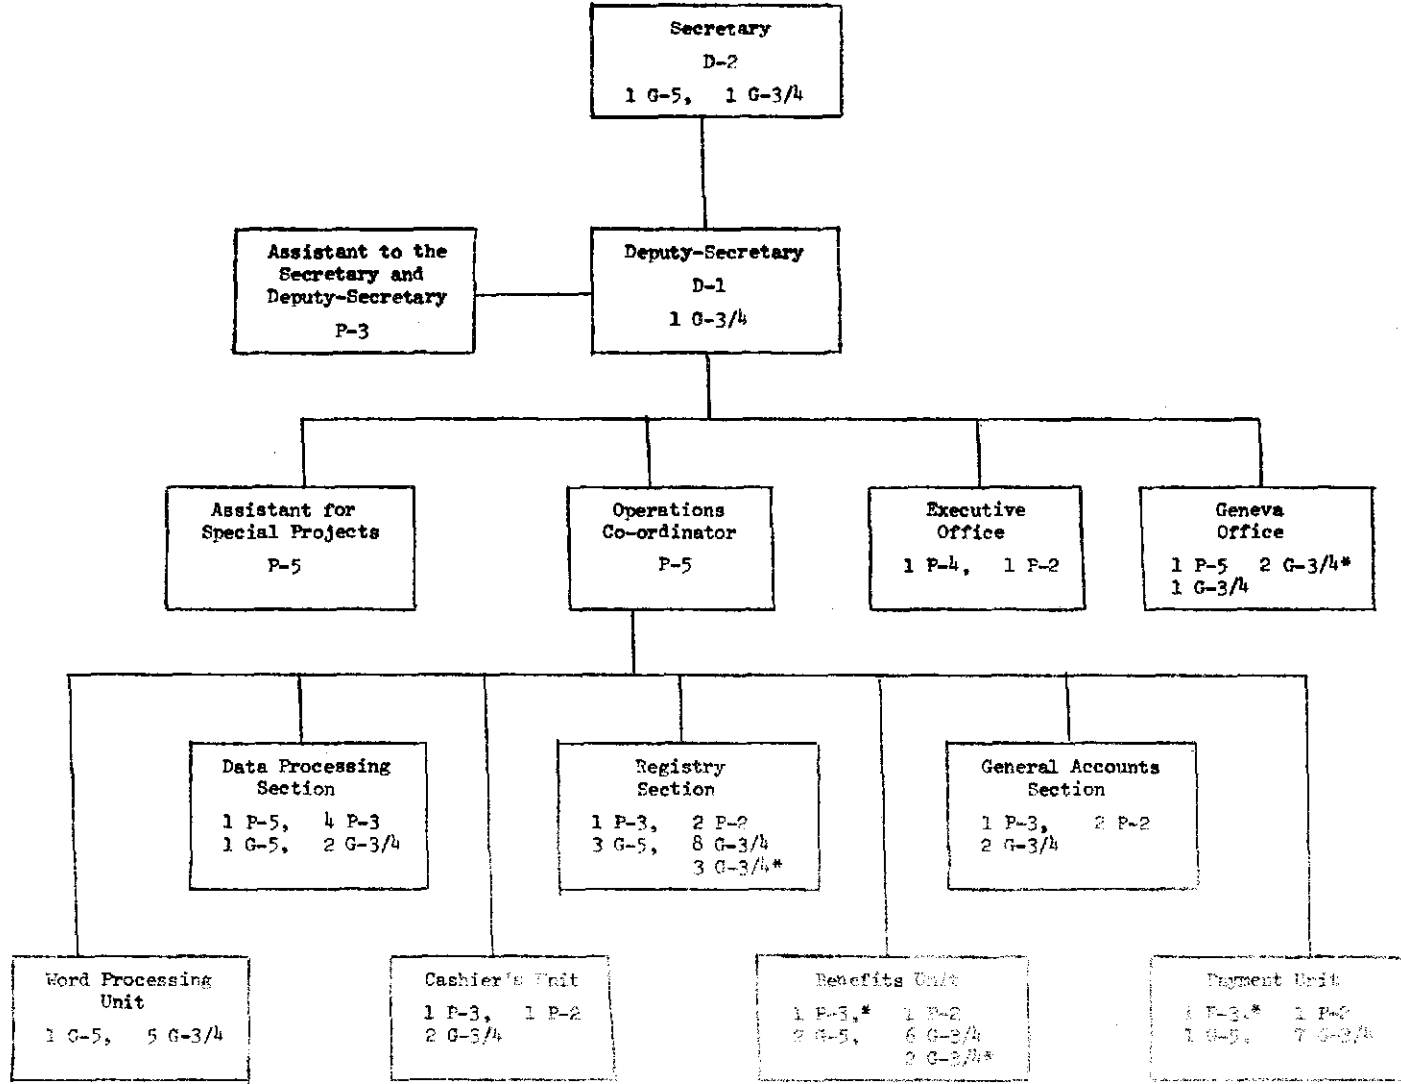 Secretary
D-2
1 G-5, 1 G-3/4
Assistant to the
Secretary and
Deputy-Secretary
P-3
Deputy-Secretary
D-1
1 G-3/4
Assistant for
Special Projects
P-5
Operations
Co-ordinator
P-5
Executive
Office
1 P-4, 1 P-2
Geneva
Office
1 P-5 2 G-3/4*
1 G-3/4
Data Processing
Section
1 P-5, 4 P-3
1 G-5, 2 G-3/4
Registry
Section
1 P-3, 2 P-2
3 G-5, 8 G-3/4
3 G-3/4*
General Accounts
Section
1 P-3, 2 P-2
2 G-3/4
Word Processing
Unit
1 G-5, 5 G-3/4
Cashier's Unit
1 P-3, 1 P-2
2 G-3/4
Benefits Unit
1 P-3,* 1 P-2
2 G-5, 6 G-3/4
2 G-3/4*
Payment Unit
1 P-3,* 1 P-2
1 G-5, 7 G-3/4